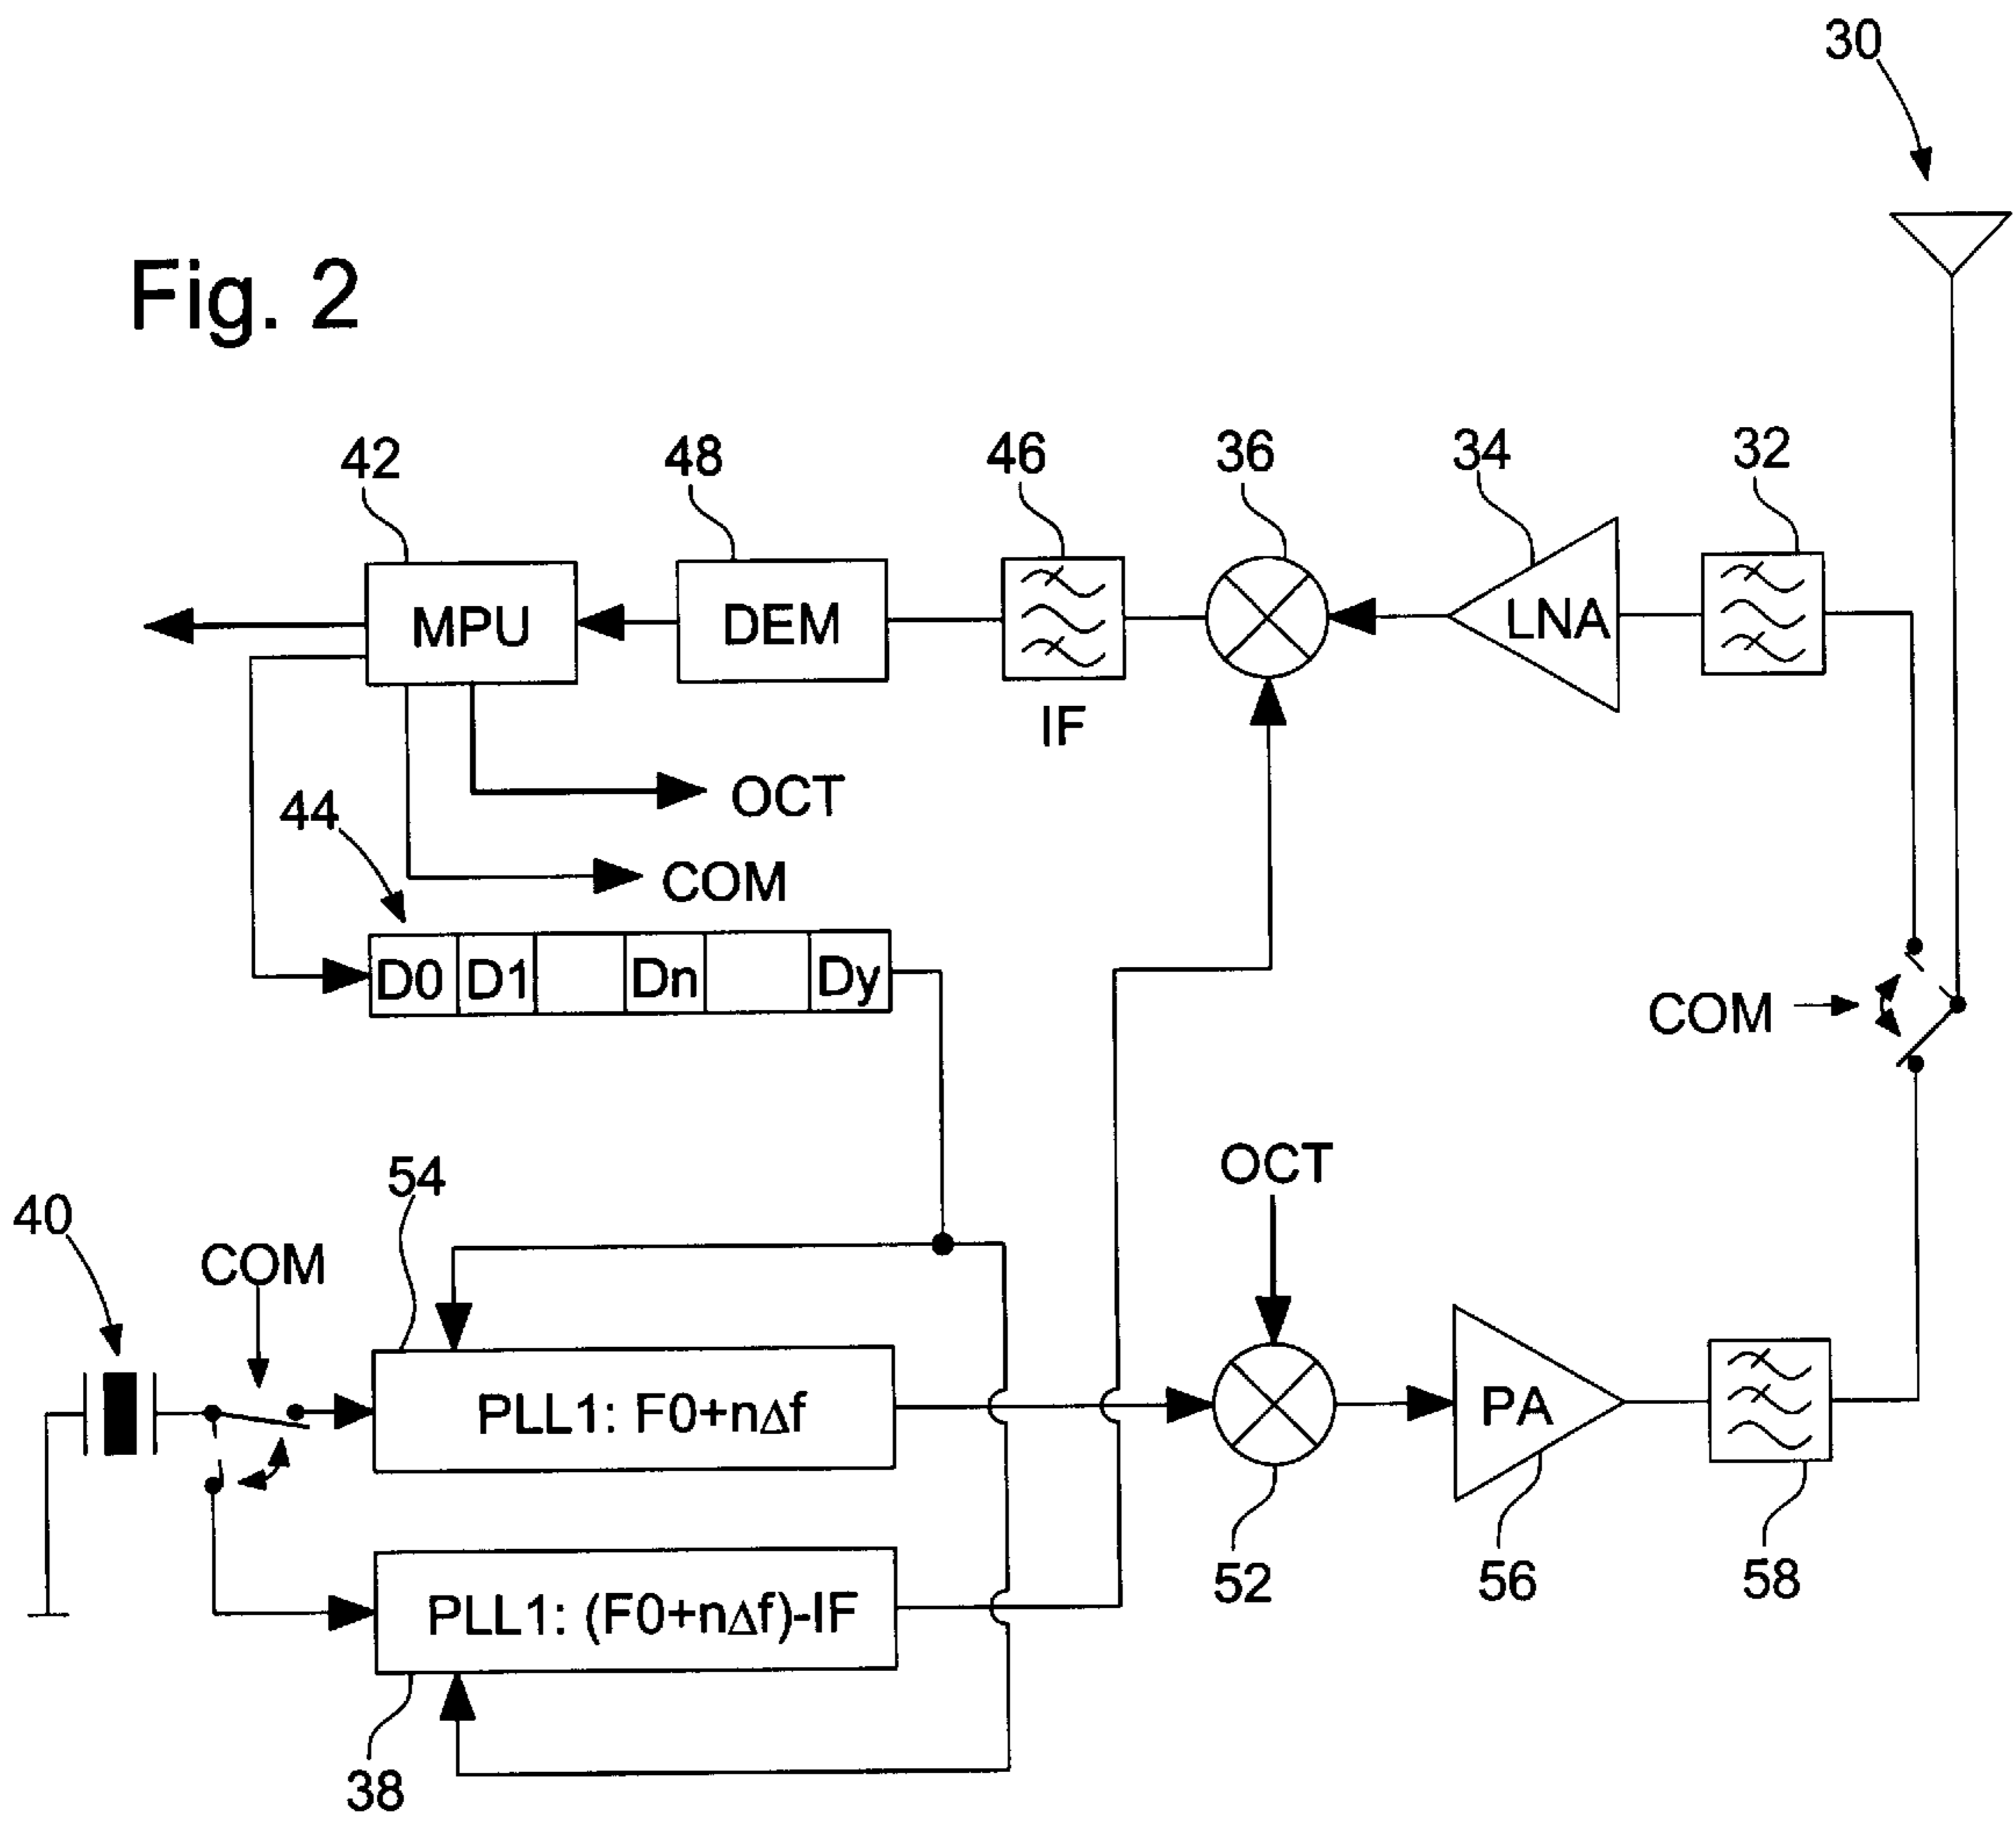 30
Fig. 2
42
48
46
36
34
32
MPU
DEM
LNA
IF
OCT
44
COM
D0 D1 Dn Dy
COM
OCT
54
40
COM
PLL1: F0+nΔf
PA
PLL1: (F0+nΔf)-IF
52
56
58
38